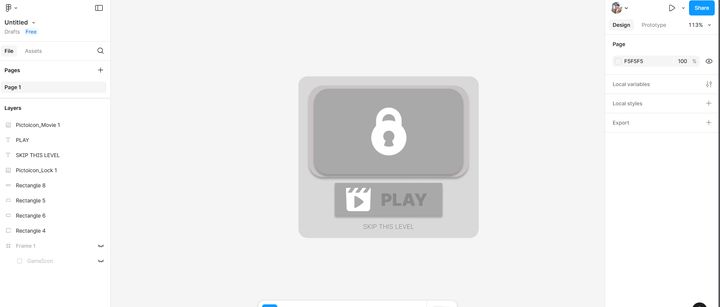 Untitled
Drafts Free
File Assets
Pages
Page 1
Layers
Pictoicon_Movie 1
PLAY
SKIP THIS LEVEL
Pictoicon_Lock 1
Rectangle 8
Rectangle 5
Rectangle 6
Rectangle 4
Frame 1
GameIcon
PLAY
SKIP THIS LEVEL
Share
Design Prototype 113%
Page
F5F5F5 100 %
Local variables
Local styles
Export